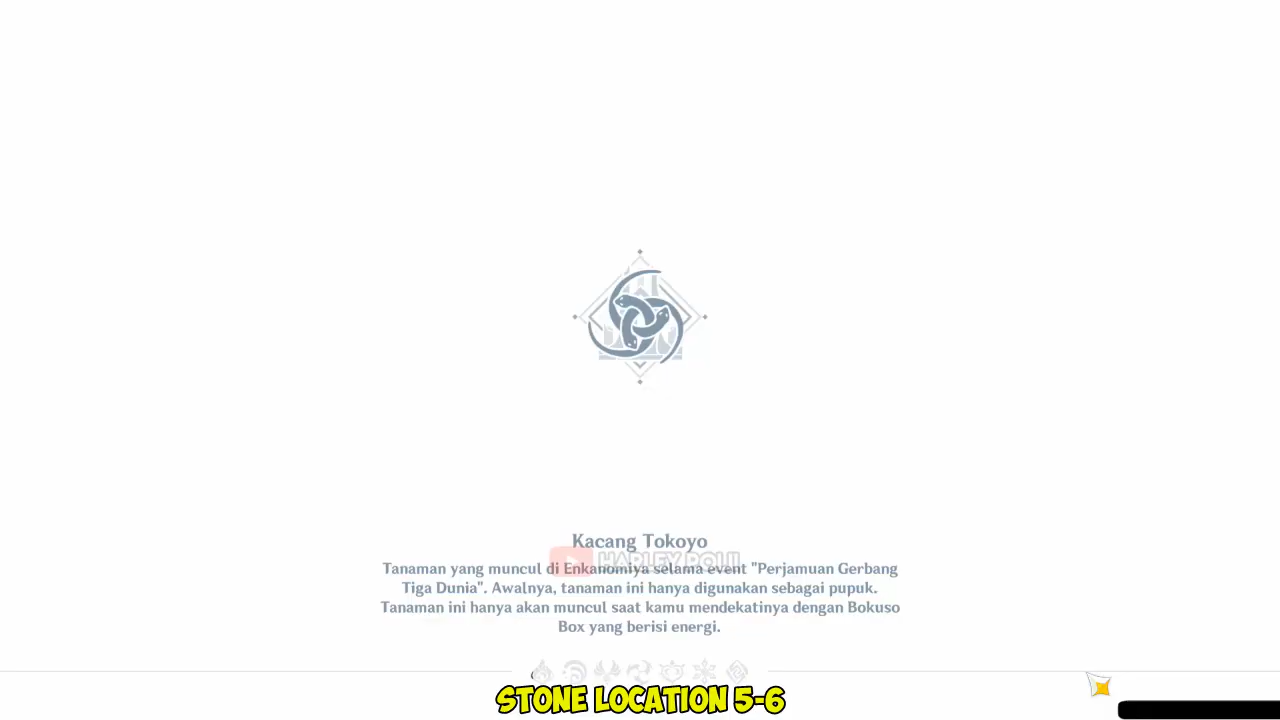 Kacang Tokoyo
HARLEY POLII
Tanaman yang muncul di Enkanomiya selama event "Perjamuan Gerbang
Tiga Dunia". Awalnya, tanaman ini hanya digunakan sebagai pupuk.
Tanaman ini hanya akan muncul saat kamu mendekatinya dengan Bokuso
Box yang berisi energi.
STONE LOCATION 5-6